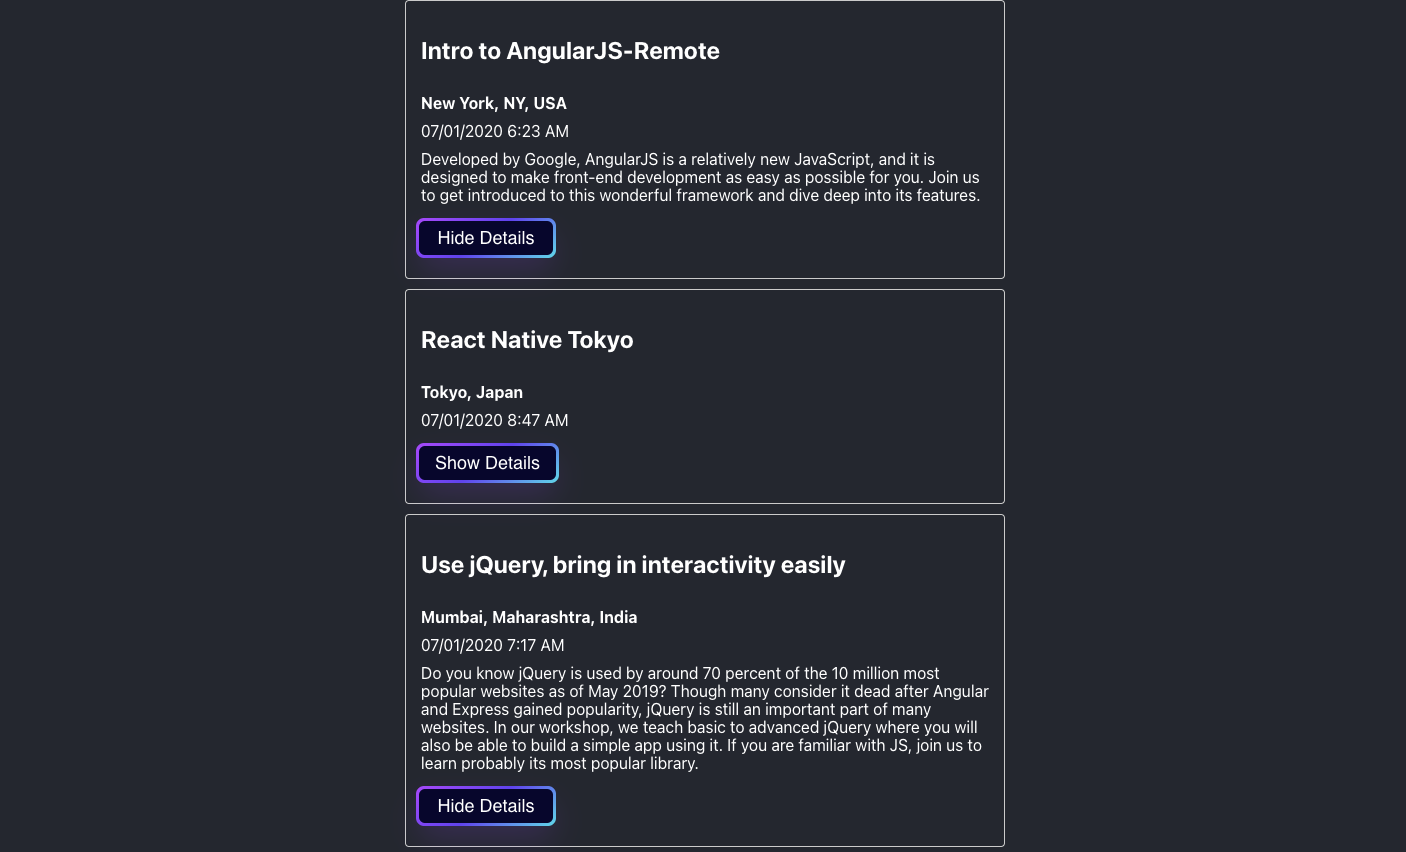 Intro to AngularJS-Remote
New York, NY, USA
07/01/2020 6:23 AM
Developed by Google, AngularJS is a relatively new JavaScript, and it is
designed to make front-end development as easy as possible for you. Join us
to get introduced to this wonderful framework and dive deep into its features.
Hide Details
React Native Tokyo
Tokyo, Japan
07/01/2020 8:47 AM
Show Details
Use jQuery, bring in interactivity easily
Mumbai, Maharashtra, India
07/01/2020 7:17 AM
Do you know jQuery is used by around 70 percent of the 10 million most
popular websites as of May 2019? Though many consider it dead after Angular
and Express gained popularity, jQuery is still an important part of many
websites. In our workshop, we teach basic to advanced jQuery where you will
also be able to build a simple app using it. If you are familiar with JS, join us to
learn probably its most popular library.
Hide Details